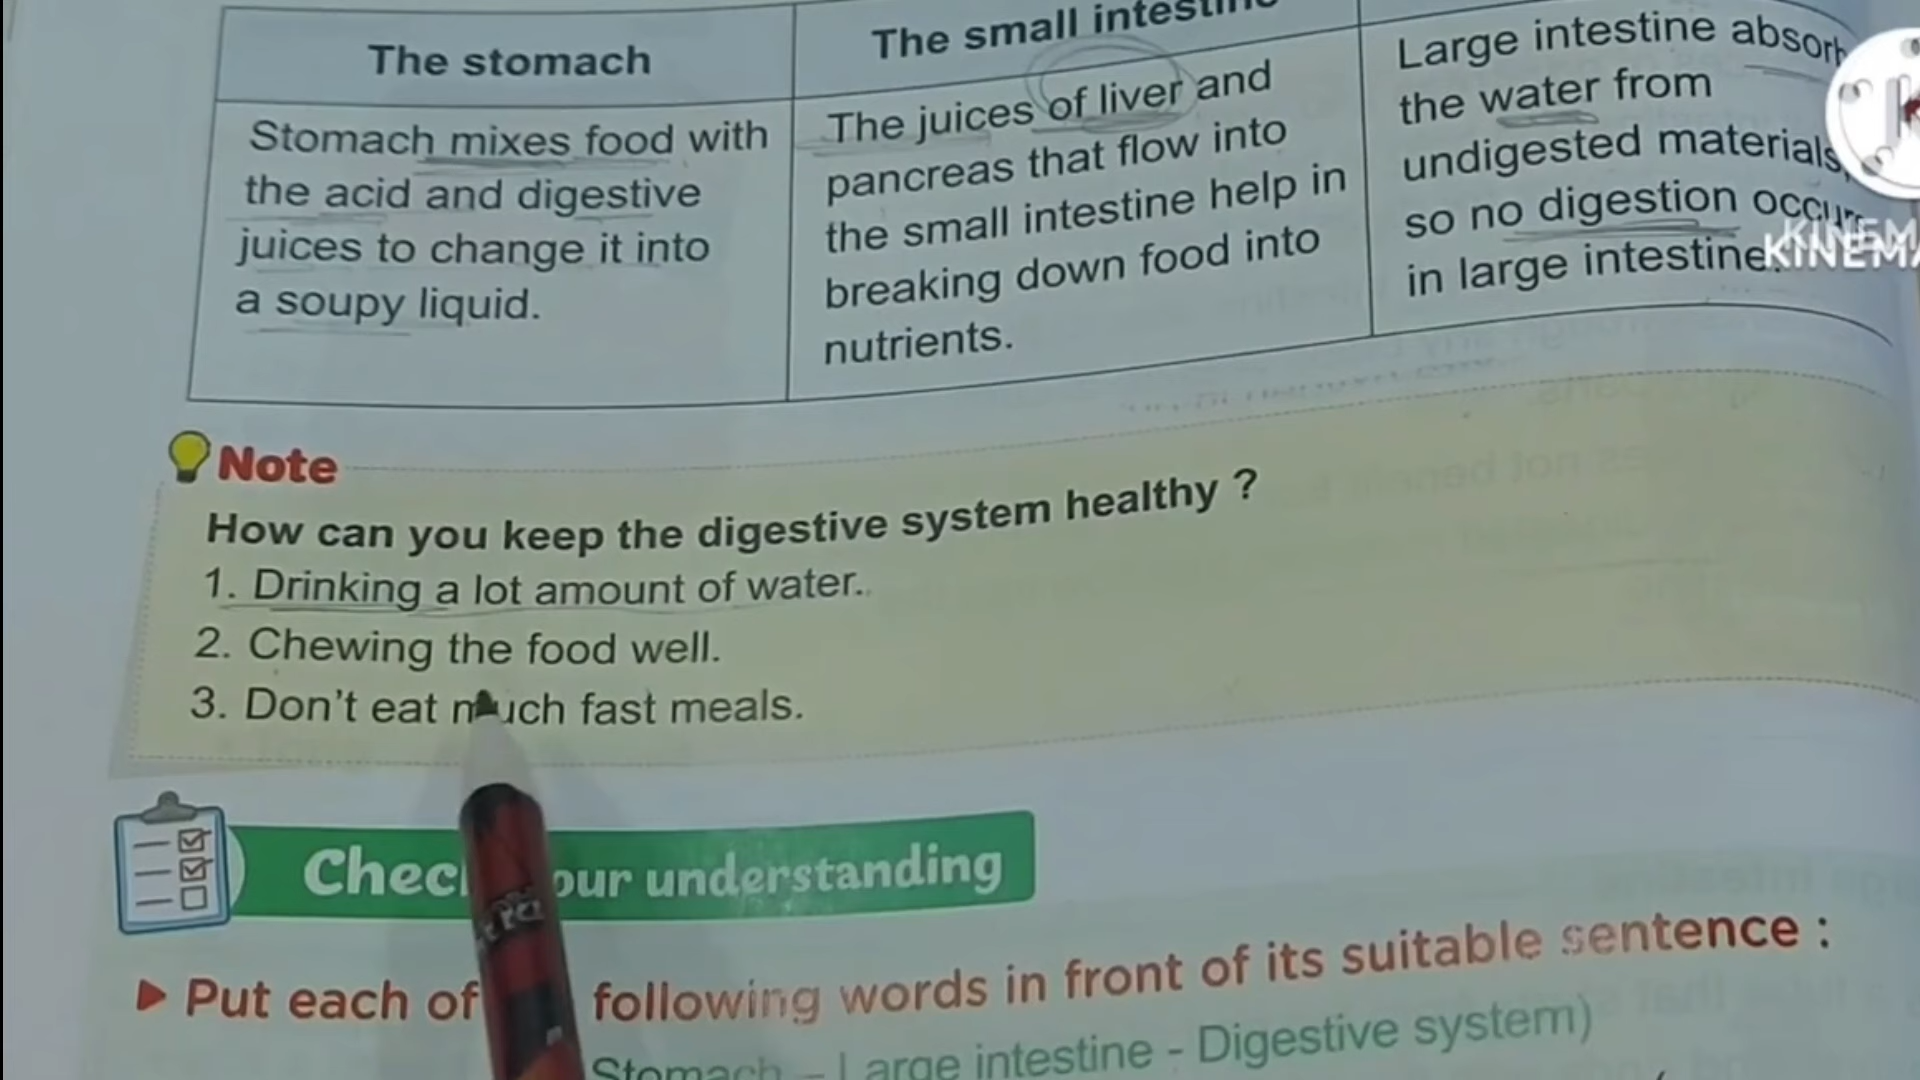 The stomach
Stomach mixes food with
the acid and digestive
juices to change it into
a soupy liquid.
The small intestine
The juices of liver and
pancreas that flow into
the small intestine help in
breaking down food into
nutrients.
Large intestine absorb
the water from
undigested materials,
so no digestion occur
in large intestine.
KINEMA
Note
How can you keep the digestive system healthy ?
1. Drinking a lot amount of water.
2. Chewing the food well.
3. Don't eat much fast meals.
Check our understanding
Put each of following words in front of its suitable sentence :
Stomach – Large intestine - Digestive system)